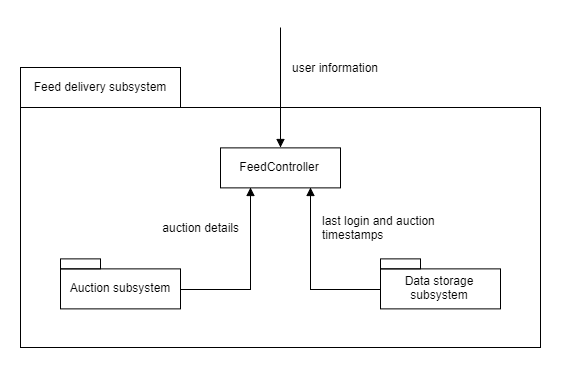 user information
Feed delivery subsystem
FeedController
auction details
last login and auction
timestamps
Auction subsystem
Data storage
subsystem